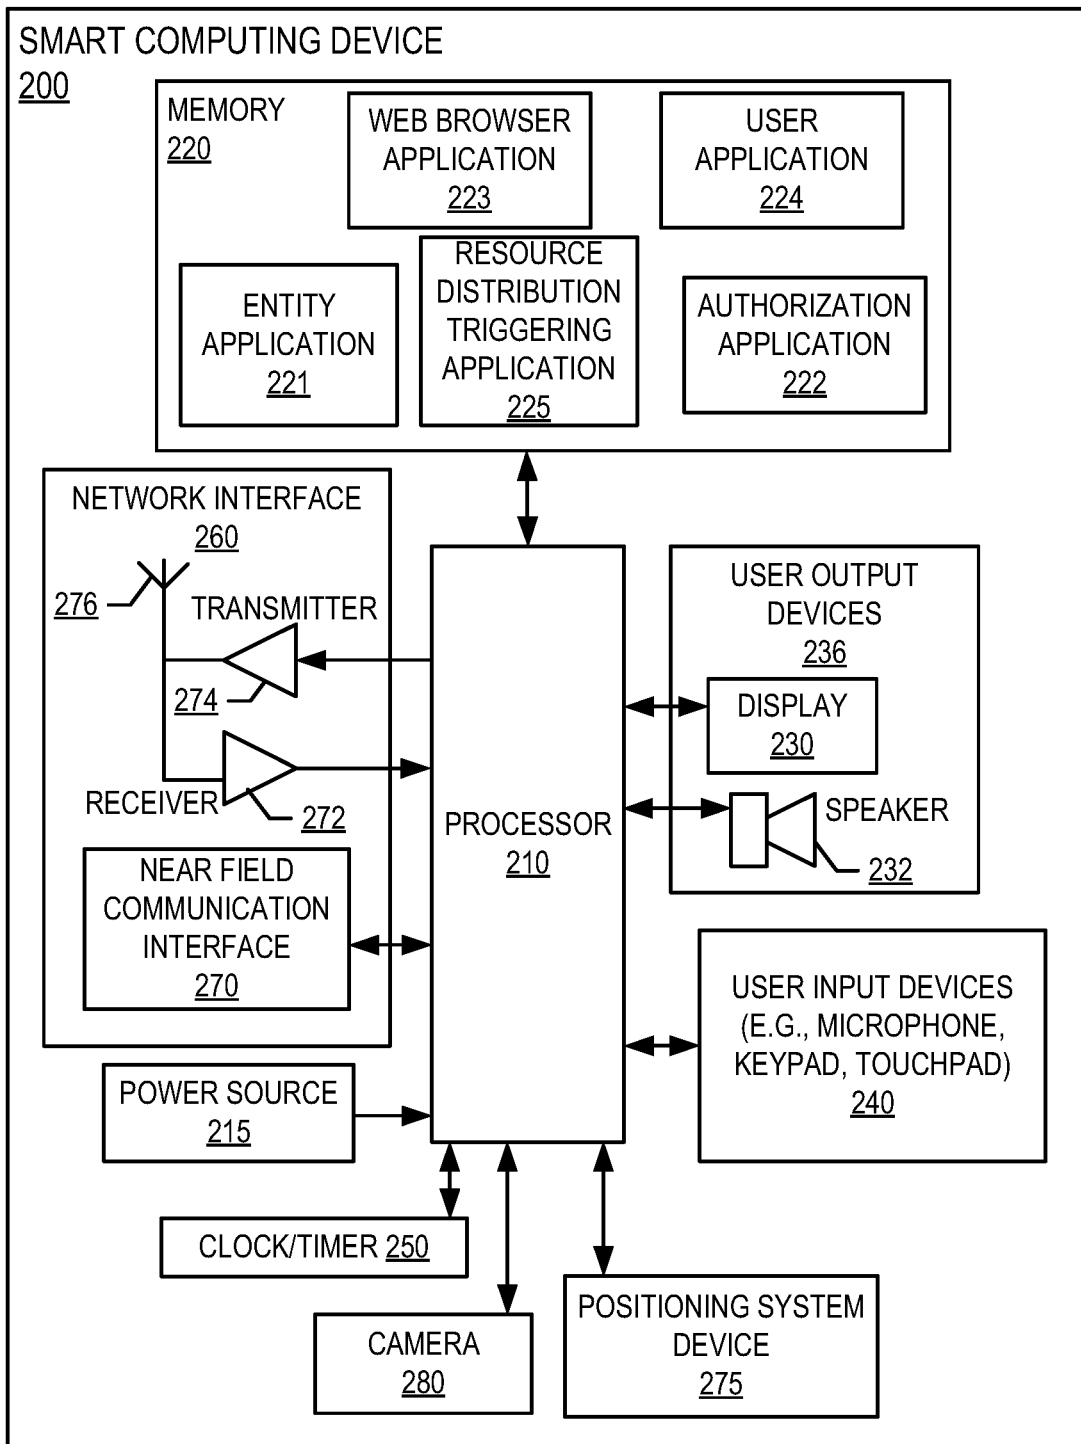 SMART COMPUTING DEVICE
200
MEMORY
220
WEB BROWSER
APPLICATION
223
USER
APPLICATION
224
ENTITY
APPLICATION
221
RESOURCE
DISTRIBUTION
TRIGGERING
APPLICATION
225
AUTHORIZATION
APPLICATION
222
NETWORK INTERFACE
260
276
TRANSMITTER
274
RECEIVER
272
NEAR FIELD
COMMUNICATION
INTERFACE
270
PROCESSOR
210
USER OUTPUT
DEVICES
236
DISPLAY
230
SPEAKER
232
USER INPUT DEVICES
(E.G., MICROPHONE,
KEYPAD, TOUCHPAD)
240
POWER SOURCE
215
CLOCK/TIMER 250
CAMERA
280
POSITIONING SYSTEM
DEVICE
275